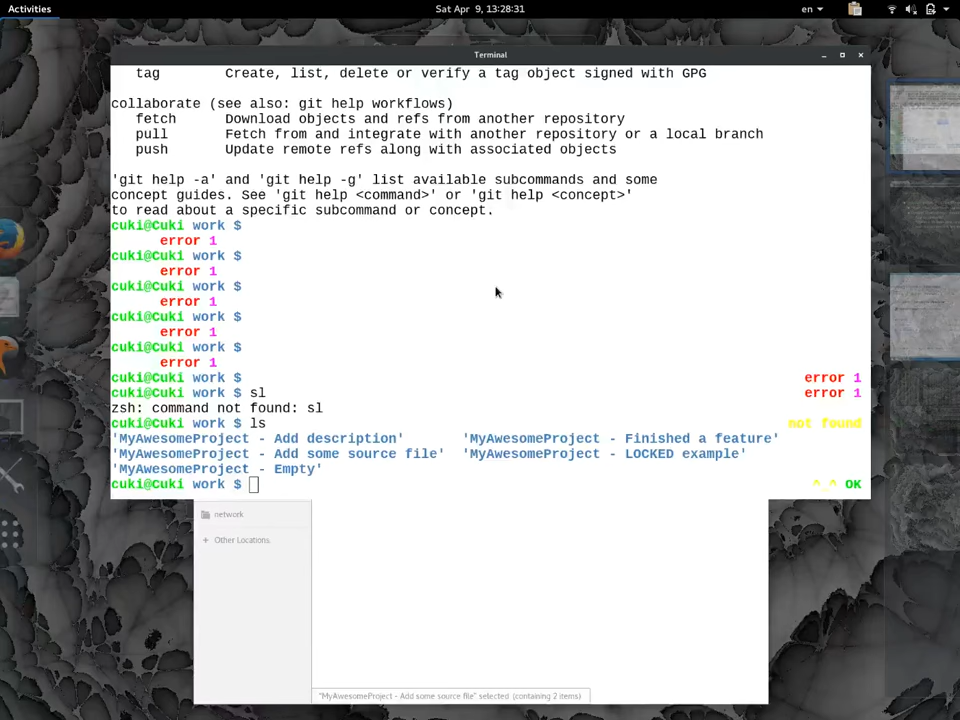 Activities
Sat Apr 9, 13:28:31
en
Terminal
tag Create, list, delete or verify a tag object signed with GPG
collaborate (see also: git help workflows)
fetch Download objects and refs from another repository
pull Fetch from and integrate with another repository or a local branch
push Update remote refs along with associated objects
'git help -a' and 'git help -g' list available subcommands and some
concept guides. See 'git help <command>' or 'git help <concept>'
to read about a specific subcommand or concept.
cuki@Cuki work $
error 1
cuki@Cuki work $
error 1
cuki@Cuki work $
error 1
cuki@Cuki work $
error 1
cuki@Cuki work $
error 1
cuki@Cuki work $ error 1
cuki@Cuki work $ sl error 1
zsh: command not found: sl
cuki@Cuki work $ ls not found
'MyAwesomeProject - Add description' 'MyAwesomeProject - Finished a feature'
'MyAwesomeProject - Add some source file' 'MyAwesomeProject - LOCKED example'
'MyAwesomeProject - Empty'
cuki@Cuki work $ ^_^ OK
network
+ Other Locations
"MyAwesomeProject - Add some source file" selected (containing 2 items)